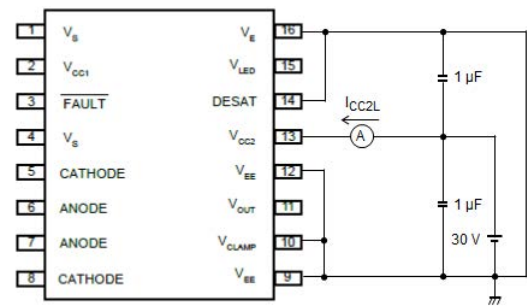 1 V_S V_E 16
2 V_CC1 V_LED 15
3 FAULT DESAT 14
4 V_S V_CC2 13
5 CATHODE V_EE 12
6 ANODE V_OUT 11
7 ANODE V_CLAMP 10
8 CATHODE V_EE 9
1 μF
I_CC2L
A
1 μF
30 V